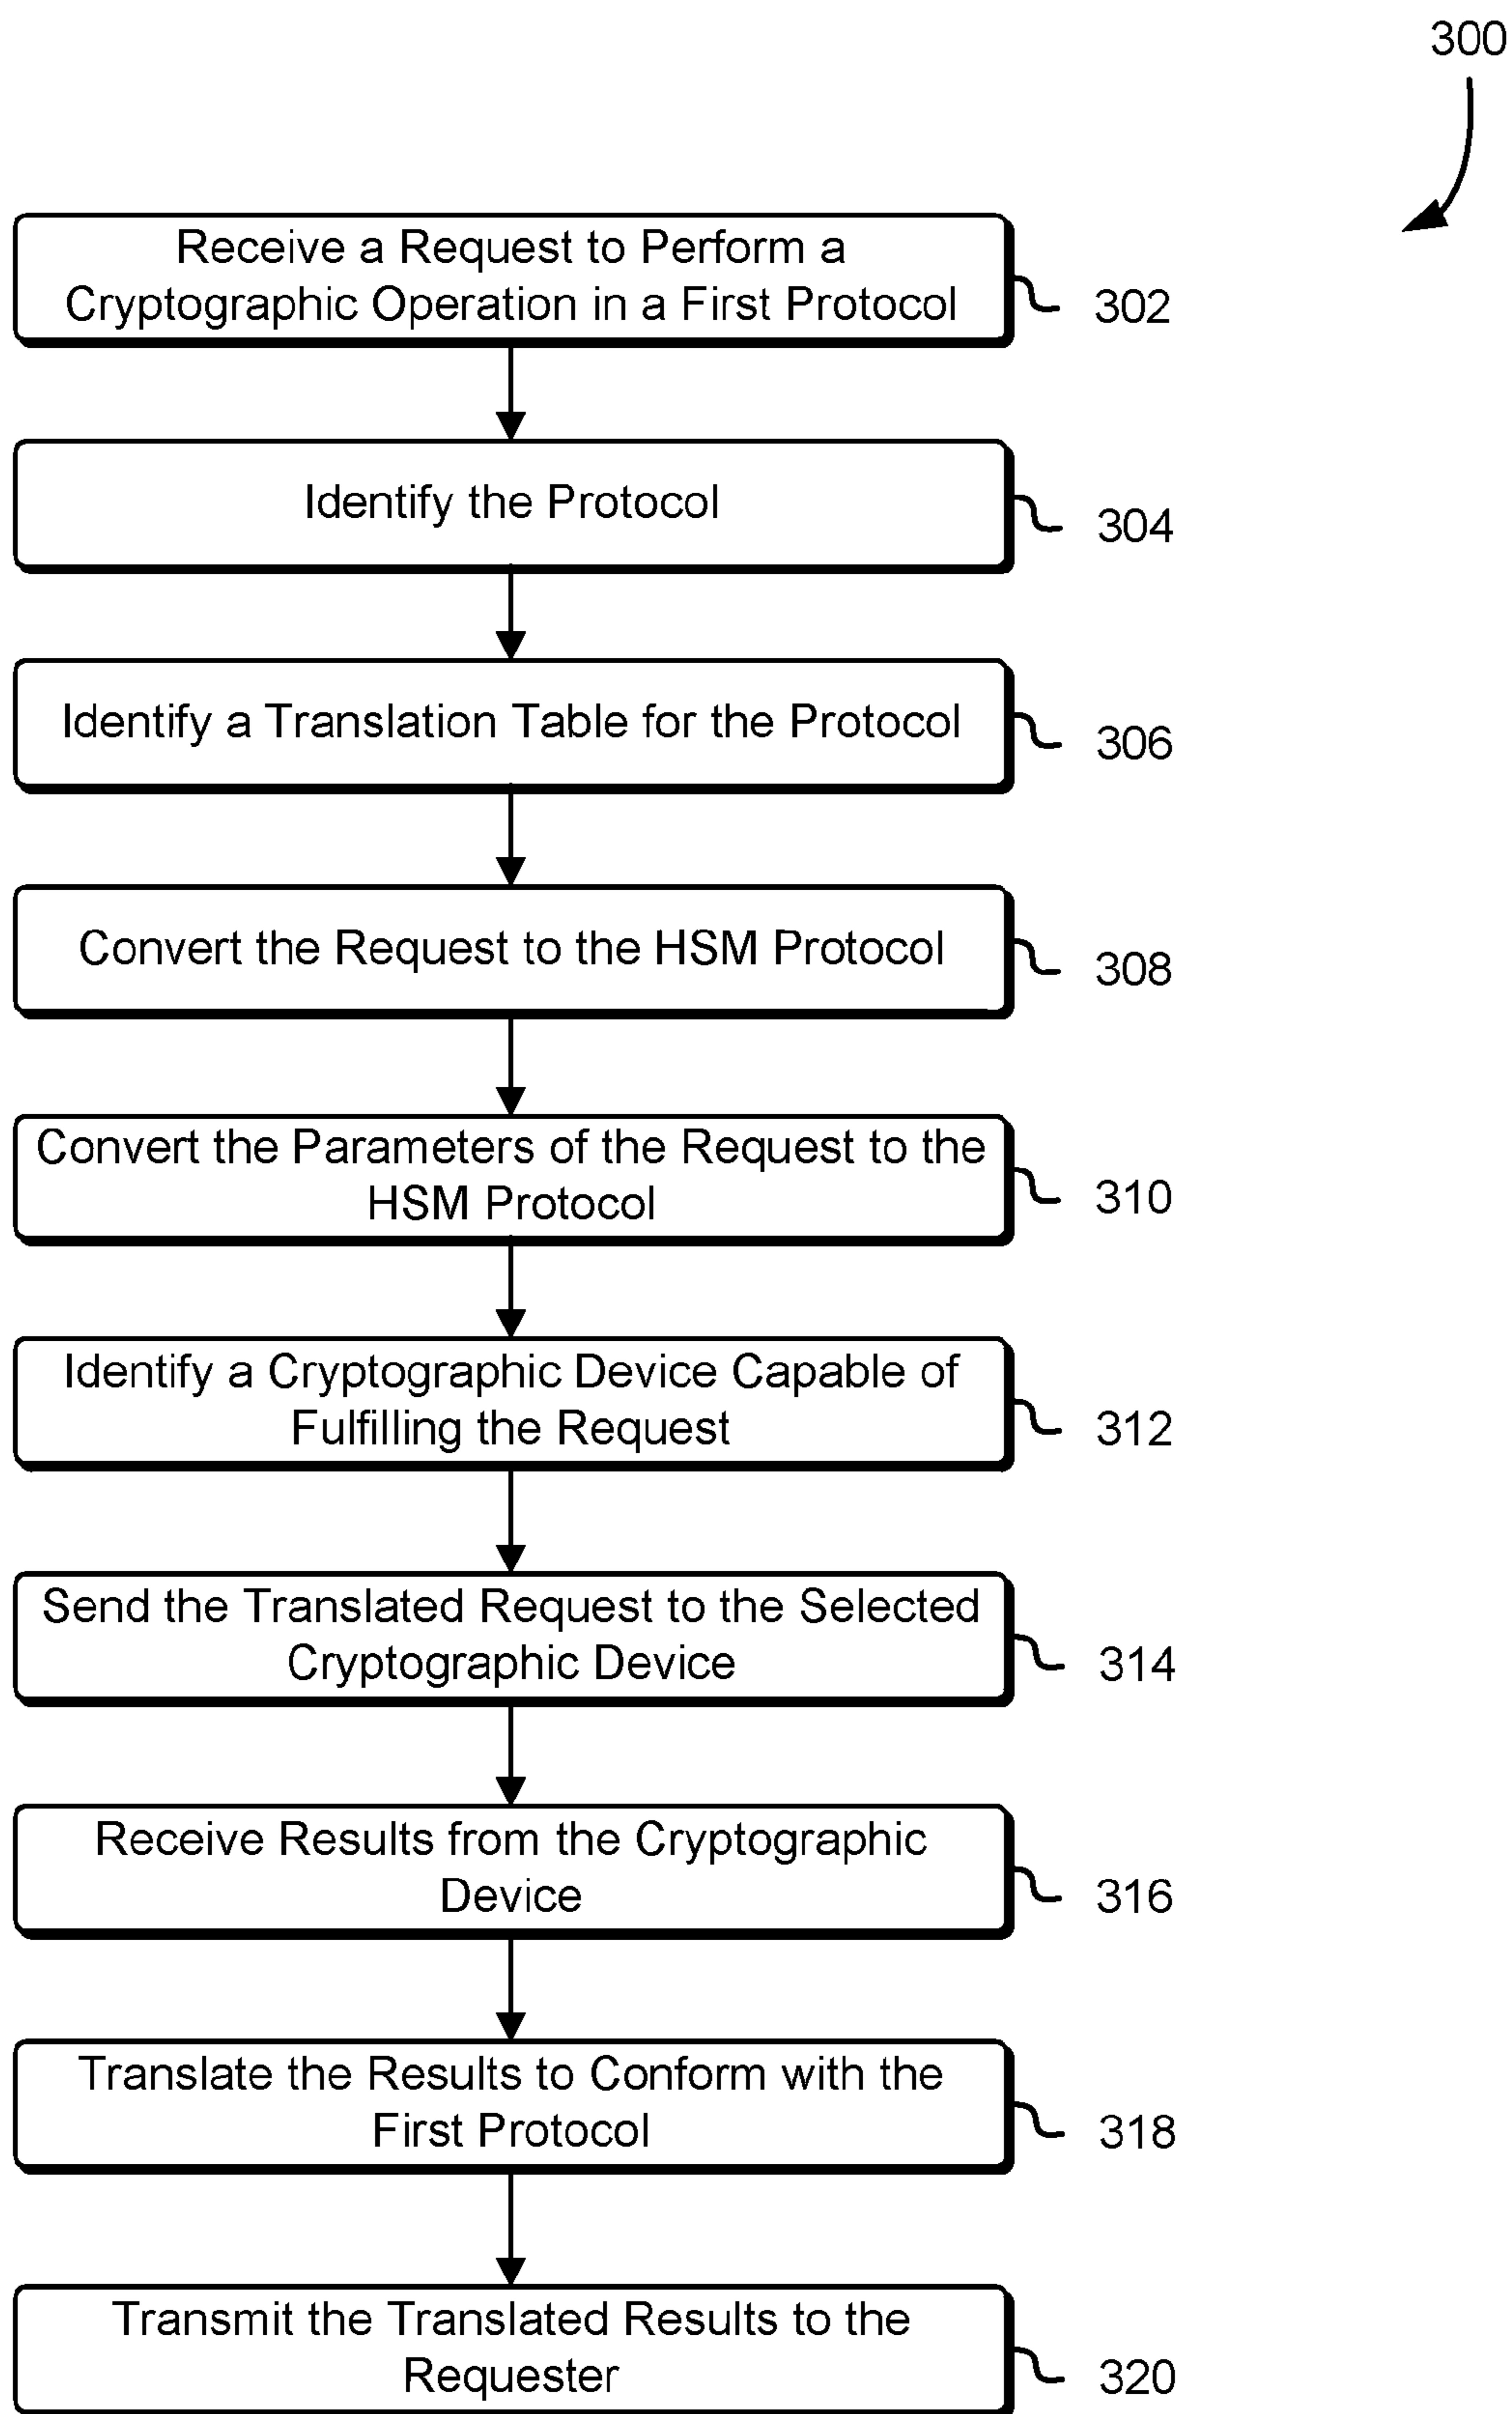 300
Receive a Request to Perform a
Cryptographic Operation in a First Protocol
302
Identify the Protocol
304
Identify a Translation Table for the Protocol
306
Convert the Request to the HSM Protocol
308
Convert the Parameters of the Request to the
HSM Protocol
310
Identify a Cryptographic Device Capable of
Fulfilling the Request
312
Send the Translated Request to the Selected
Cryptographic Device
314
Receive Results from the Cryptographic
Device
316
Translate the Results to Conform with the
First Protocol
318
Transmit the Translated Results to the
Requester
320